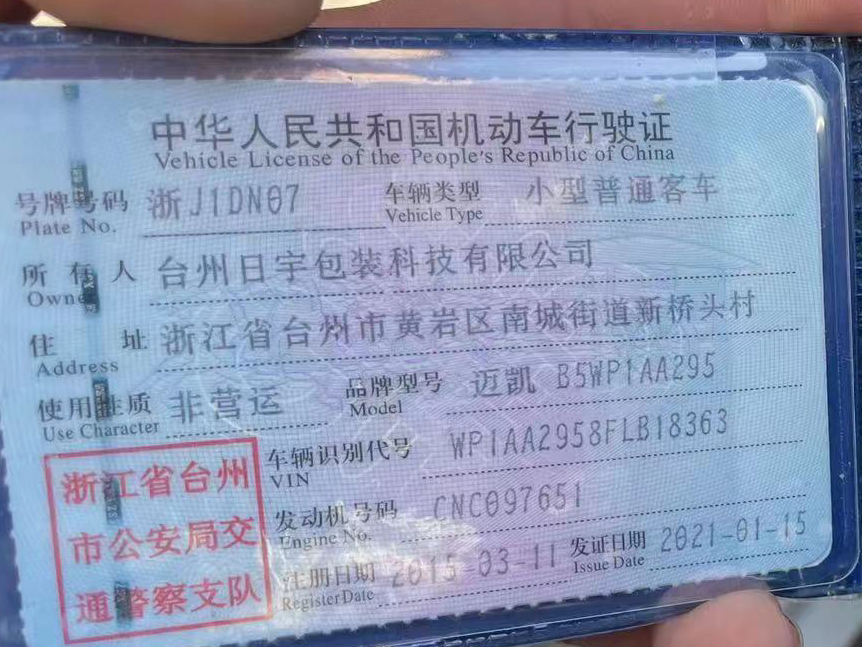 中华人民共和国机动车行驶证
Vehicle License of the People's Republic of China
号牌号码 浙J1DN07 车辆类型 小型普通客车
Plate No. Vehicle Type
所有人 台州日宇包装科技有限公司
Owner
住址 浙江省台州市黄岩区南城街道新桥头村
Address
使用性质 非营运 品牌型号 迈凯 B5WP1AA295
Use Character Model
车辆识别代号 WP1AA2958FLB18363
VIN
发动机号码 CNC097651
Engine No.
注册日期 2015-03-11 发证日期 2021-01-15
Register Date Issue Date
浙江省台州
市公安局交
通警察支队